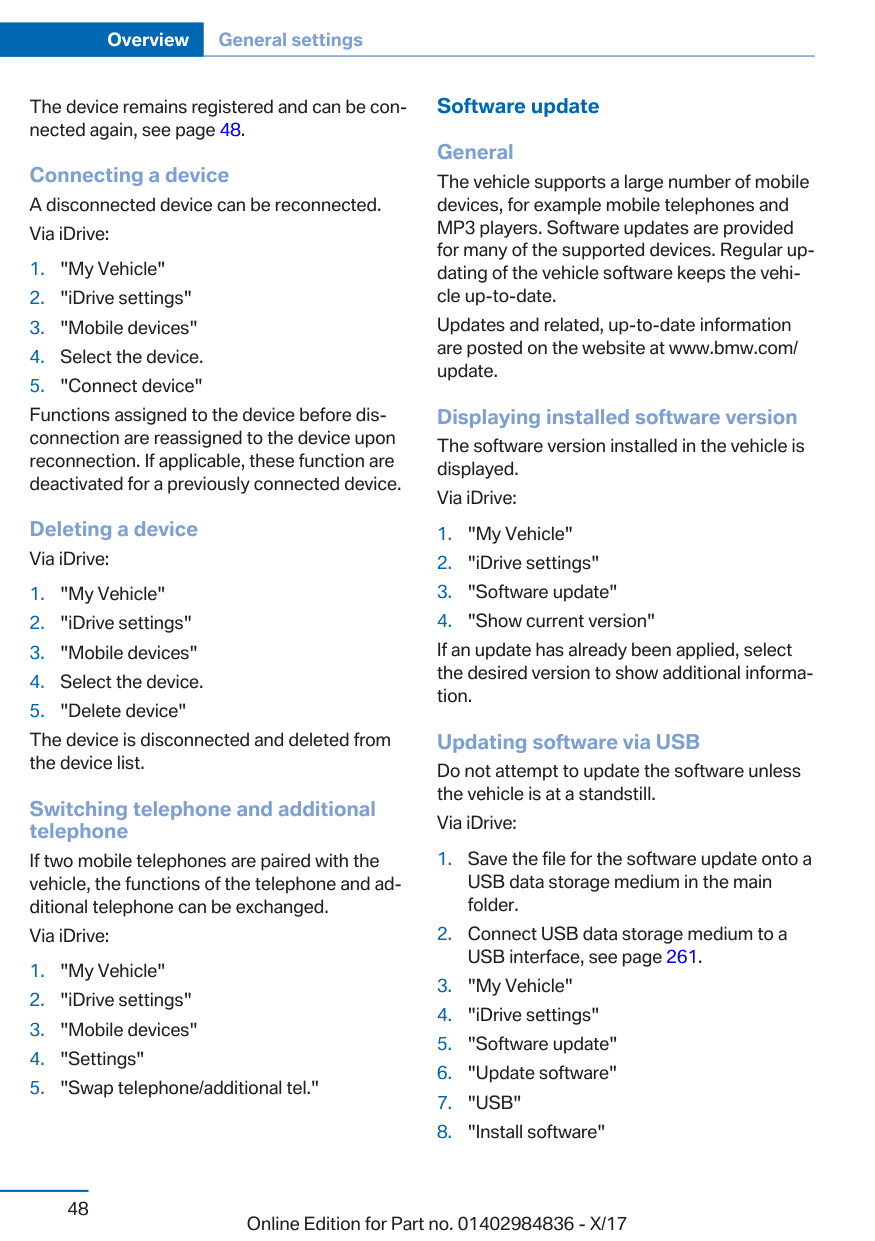 Overview General settings
The device remains registered and can be con-
nected again, see page 48.
Connecting a device
A disconnected device can be reconnected.
Via iDrive:
1. "My Vehicle"
2. "iDrive settings"
3. "Mobile devices"
4. Select the device.
5. "Connect device"
Functions assigned to the device before dis-
connection are reassigned to the device upon
reconnection. If applicable, these function are
deactivated for a previously connected device.
Deleting a device
Via iDrive:
1. "My Vehicle"
2. "iDrive settings"
3. "Mobile devices"
4. Select the device.
5. "Delete device"
The device is disconnected and deleted from
the device list.
Switching telephone and additional
telephone
If two mobile telephones are paired with the
vehicle, the functions of the telephone and ad-
ditional telephone can be exchanged.
Via iDrive:
1. "My Vehicle"
2. "iDrive settings"
3. "Mobile devices"
4. "Settings"
5. "Swap telephone/additional tel."
Software update
General
The vehicle supports a large number of mobile
devices, for example mobile telephones and
MP3 players. Software updates are provided
for many of the supported devices. Regular up-
dating of the vehicle software keeps the vehi-
cle up-to-date.
Updates and related, up-to-date information
are posted on the website at www.bmw.com/
update.
Displaying installed software version
The software version installed in the vehicle is
displayed.
Via iDrive:
1. "My Vehicle"
2. "iDrive settings"
3. "Software update"
4. "Show current version"
If an update has already been applied, select
the desired version to show additional informa-
tion.
Updating software via USB
Do not attempt to update the software unless
the vehicle is at a standstill.
Via iDrive:
1. Save the file for the software update onto a
USB data storage medium in the main
folder.
2. Connect USB data storage medium to a
USB interface, see page 261.
3. "My Vehicle"
4. "iDrive settings"
5. "Software update"
6. "Update software"
7. "USB"
8. "Install software"
48
Online Edition for Part no. 01402984836 - X/17